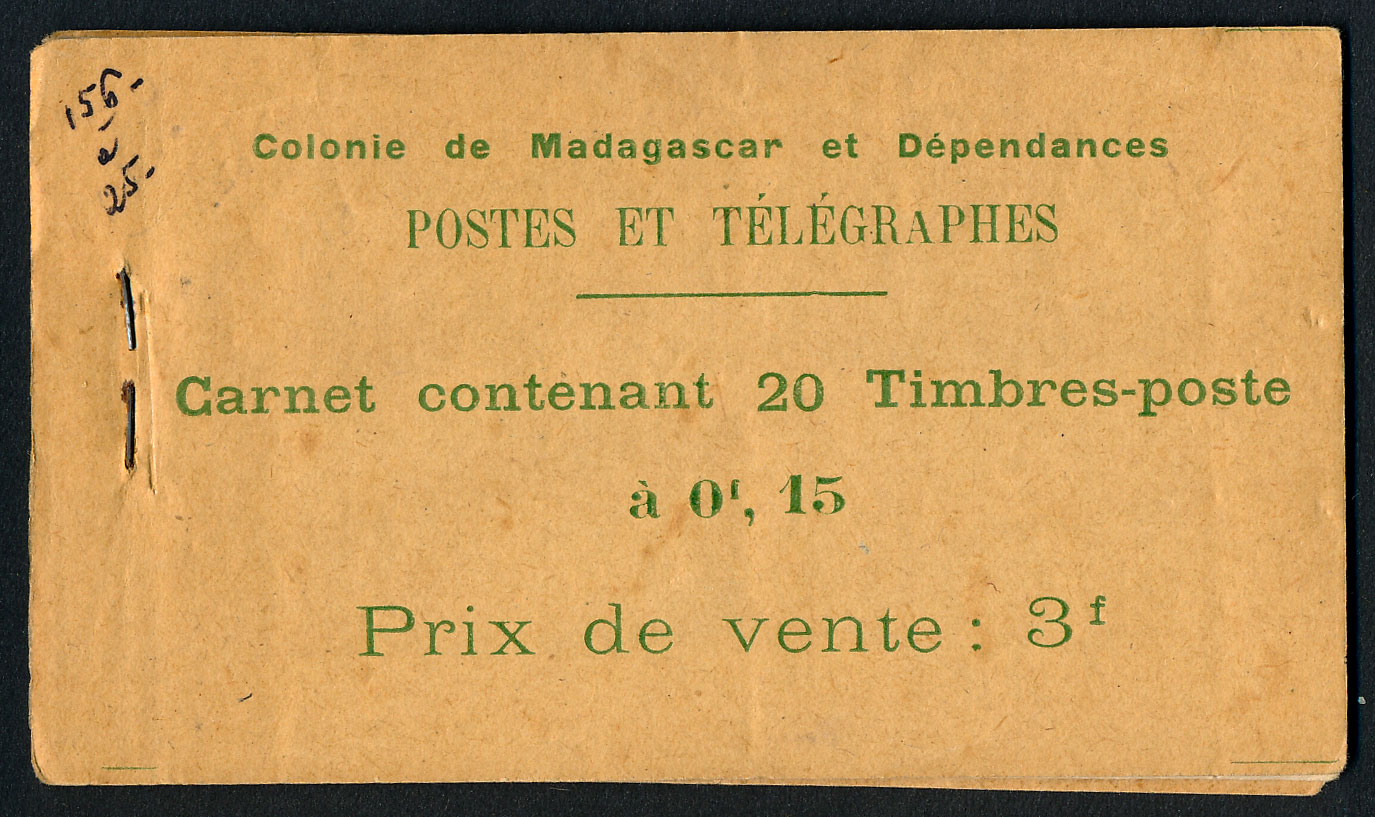 156-
a
25-
Colonie de Madagascar et Dépendances
POSTES ET TÉLÉGRAPHES
Carnet contenant 20 Timbres-poste
à 0f, 15
Prix de vente : 3f